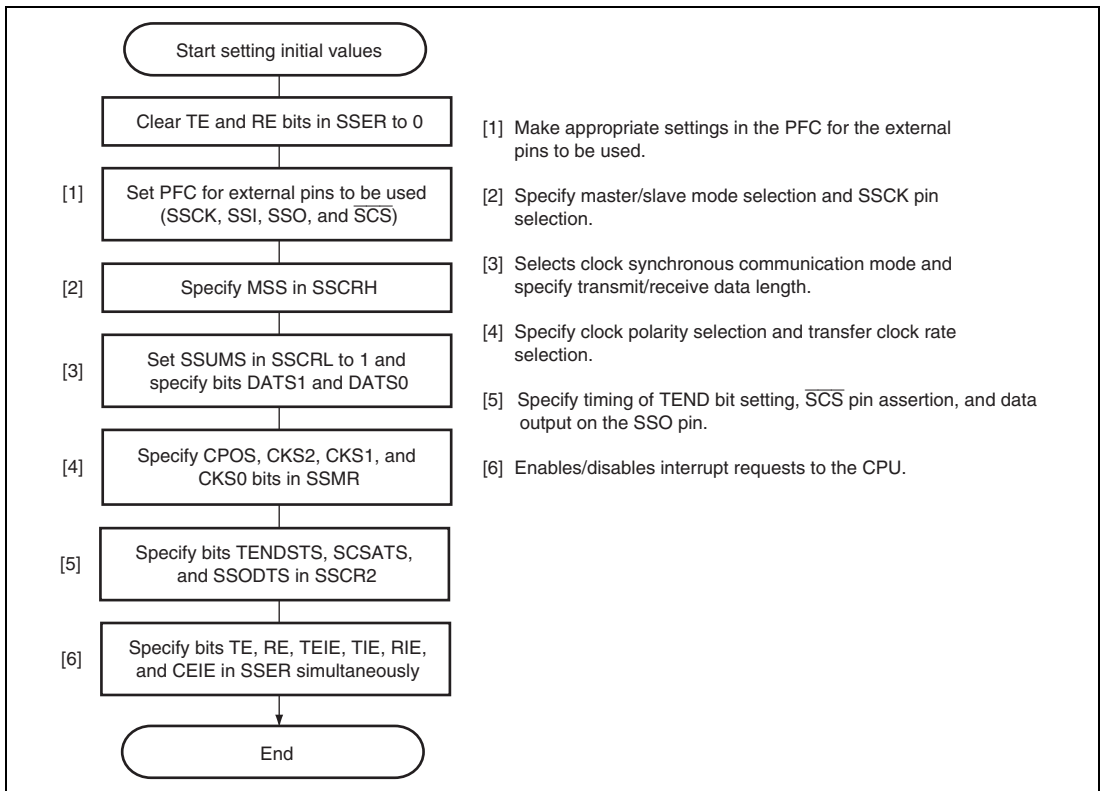 Start setting initial values
Clear TE and RE bits in SSER to 0
[1]
Set PFC for external pins to be used
(SSCK, SSI, SSO, and S̅C̅S̅)
[2]
Specify MSS in SSCRH
[3]
Set SSUMS in SSCRL to 1 and
specify bits DATS1 and DATS0
[4]
Specify CPOS, CKS2, CKS1, and
CKS0 bits in SSMR
[5]
Specify bits TENDSTS, SCSATS,
and SSODTS in SSCR2
[6]
Specify bits TE, RE, TEIE, TIE, RIE,
and CEIE in SSER simultaneously
End
[1] Make appropriate settings in the PFC for the external
pins to be used.
[2] Specify master/slave mode selection and SSCK pin
selection.
[3] Selects clock synchronous communication mode and
specify transmit/receive data length.
[4] Specify clock polarity selection and transfer clock rate
selection.
[5] Specify timing of TEND bit setting, S̅C̅S̅ pin assertion, and data
output on the SSO pin.
[6] Enables/disables interrupt requests to the CPU.